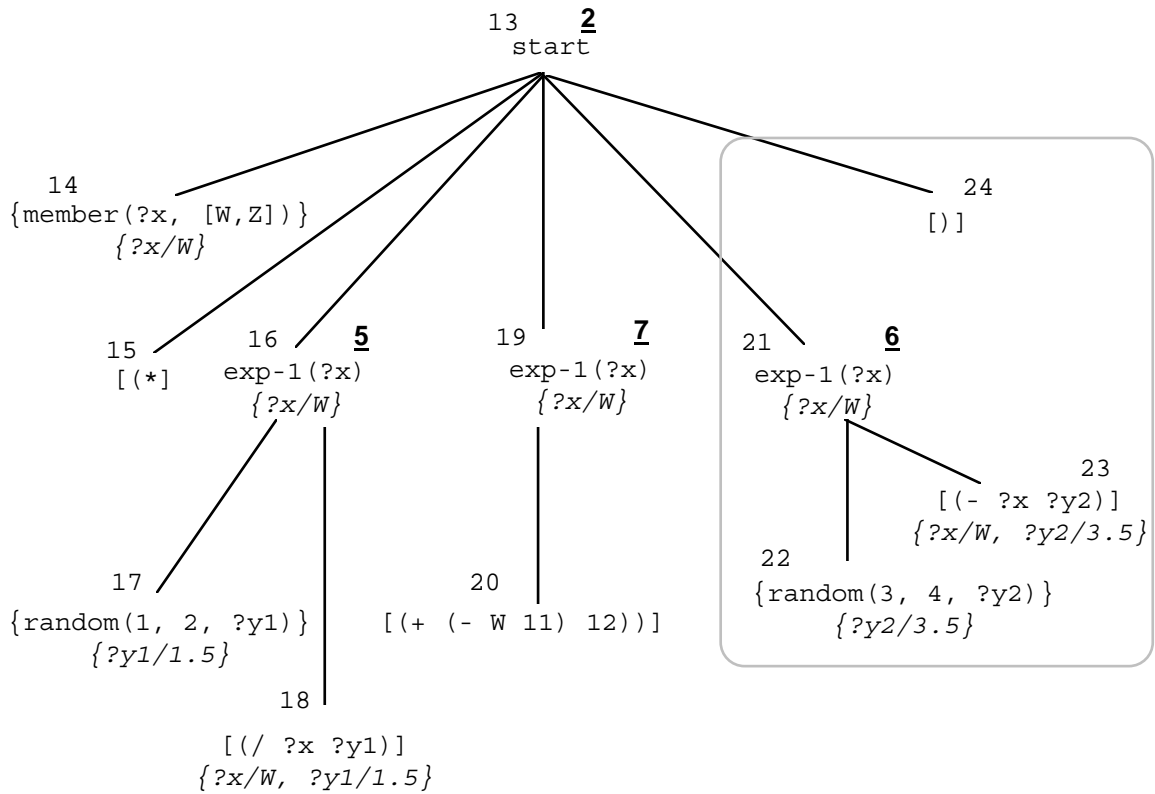 13 2
start
14
{member(?x, [W,Z])}
{?x/W}
24
[)]
15
[(*]
16 5
exp-1(?x)
{?x/W}
19 7
exp-1(?x)
{?x/W}
21 6
exp-1(?x)
{?x/W}
23
[(- ?x ?y2)]
{?x/W, ?y2/3.5}
17
{random(1, 2, ?y1)}
{?y1/1.5}
20
[(+ (- W 11) 12))]
22
{random(3, 4, ?y2)}
{?y2/3.5}
18
[(/ ?x ?y1)]
{?x/W, ?y1/1.5}